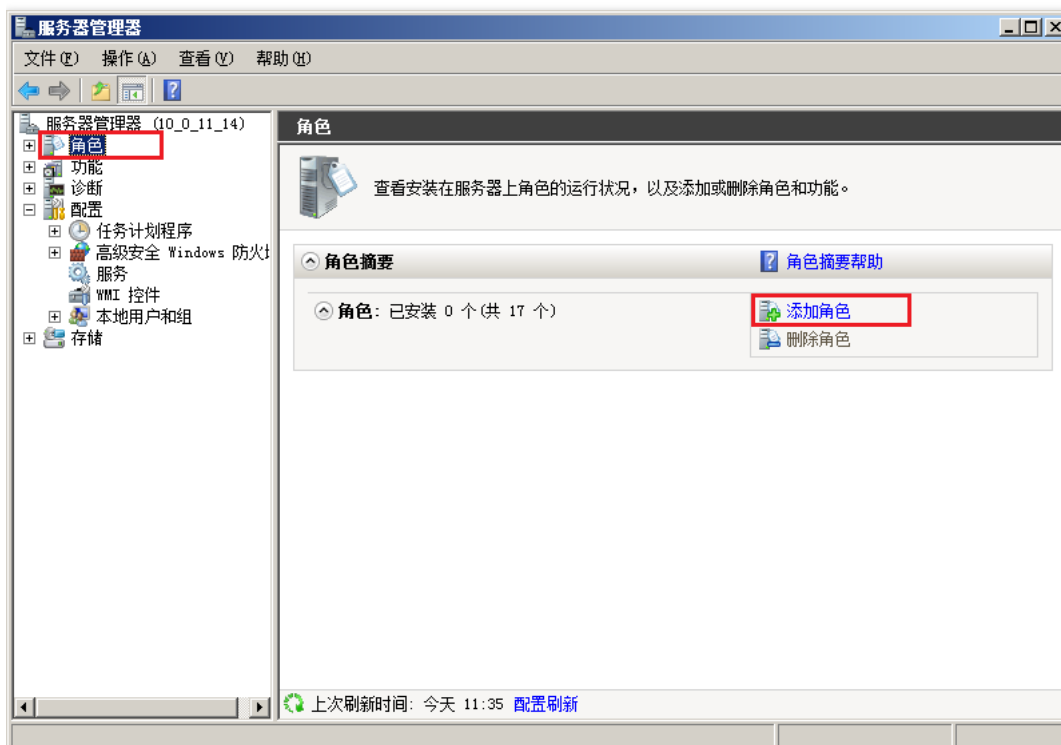 服务器管理器
文件(F) 操作(A) 查看(V) 帮助(H)
服务器管理器 (10_0_11_14)
角色
功能
诊断
配置
任务计划程序
高级安全 Windows 防火
服务
WMI 控件
本地用户和组
存储
角色
查看安装在服务器上角色的运行状况，以及添加或删除角色和功能。
角色摘要 角色摘要帮助
角色: 已安装 0 个(共 17 个) 添加角色
删除角色
上次刷新时间: 今天 11:35 配置刷新